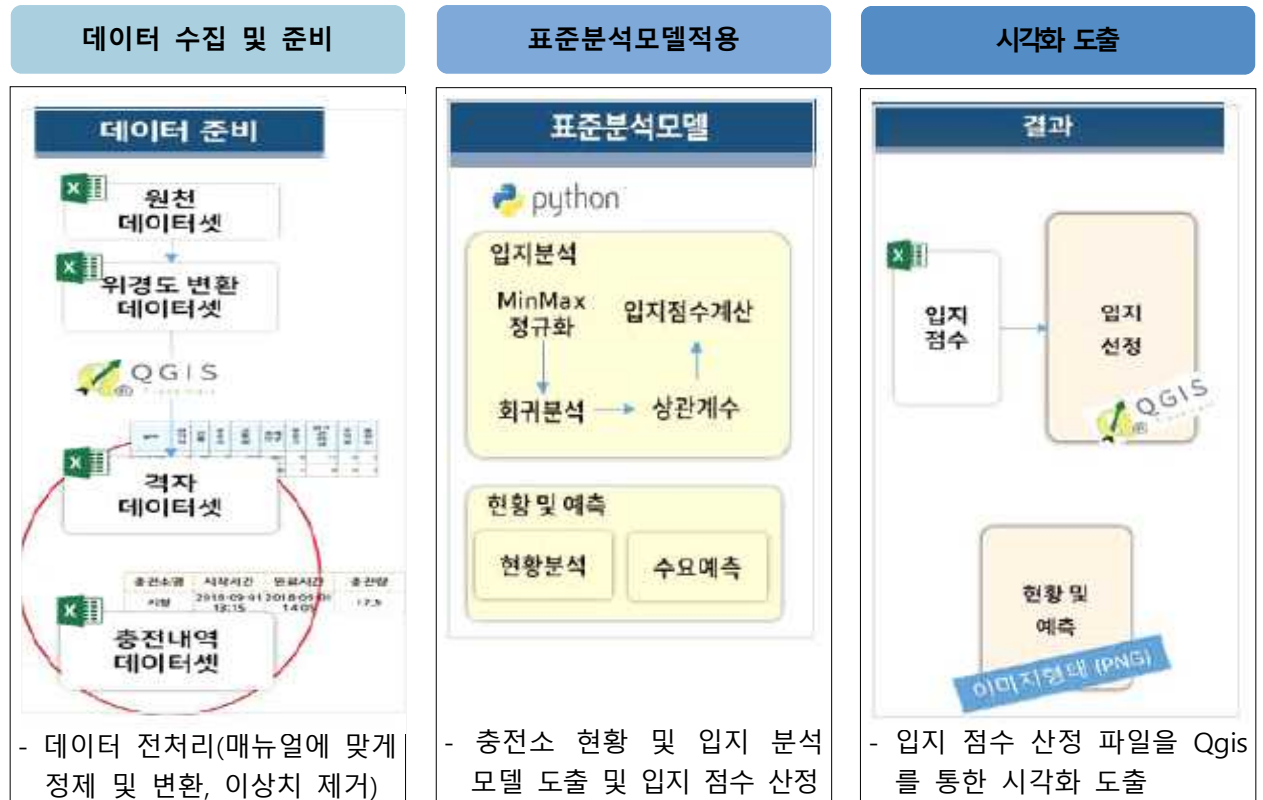 데이터 수집 및 준비
데이터 준비
원천
데이터셋
위경도 변환
데이터셋
QGIS
격자
데이터셋
충전소명 시작시간 완료시간 충전량
시청 2018-09-01 2018-09-01
13:15 14:05 17.5
충전내역
데이터셋
- 데이터 전처리(매뉴얼에 맞게
정제 및 변환, 이상치 제거)
표준분석모델적용
표준분석모델
python
입지분석
MinMax
정규화
입지점수계산
회귀분석
상관계수
현황 및 예측
현황분석
수요예측
- 충전소 현황 및 입지 분석
모델 도출 및 입지 점수 산정
시각화 도출
결과
입지
점수
입지
선정
QGIS
현황 및
예측
이미지형태 (PNG)
- 입지 점수 산정 파일을 Qgis
를 통한 시각화 도출